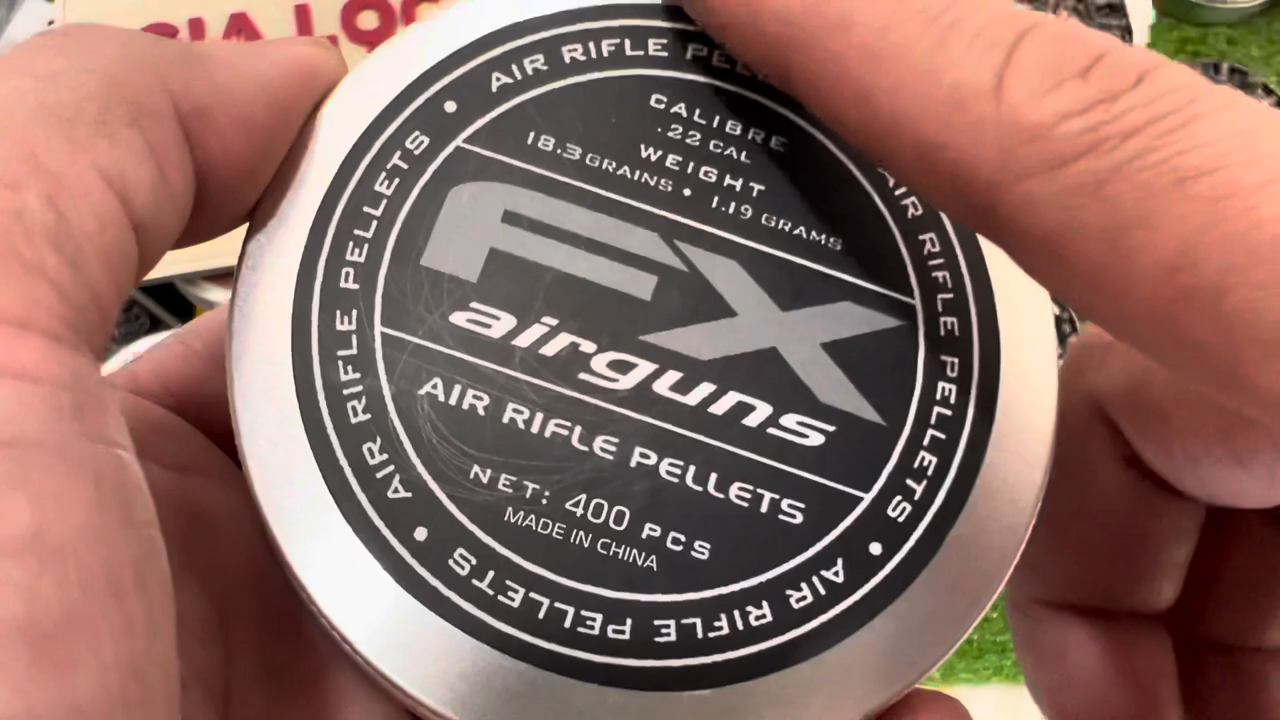 AIR RIFLE
AIR RIFLE PELLETS
AIR RIFLE PELLETS
AIR RIFLE PELLETS
CALIBRE
.22 CAL
WEIGHT
18.3 GRAINS • 1.19 GRAMS
FX
airguns
AIR RIFLE PELLETS
NET: 400 PCS
MADE IN CHINA